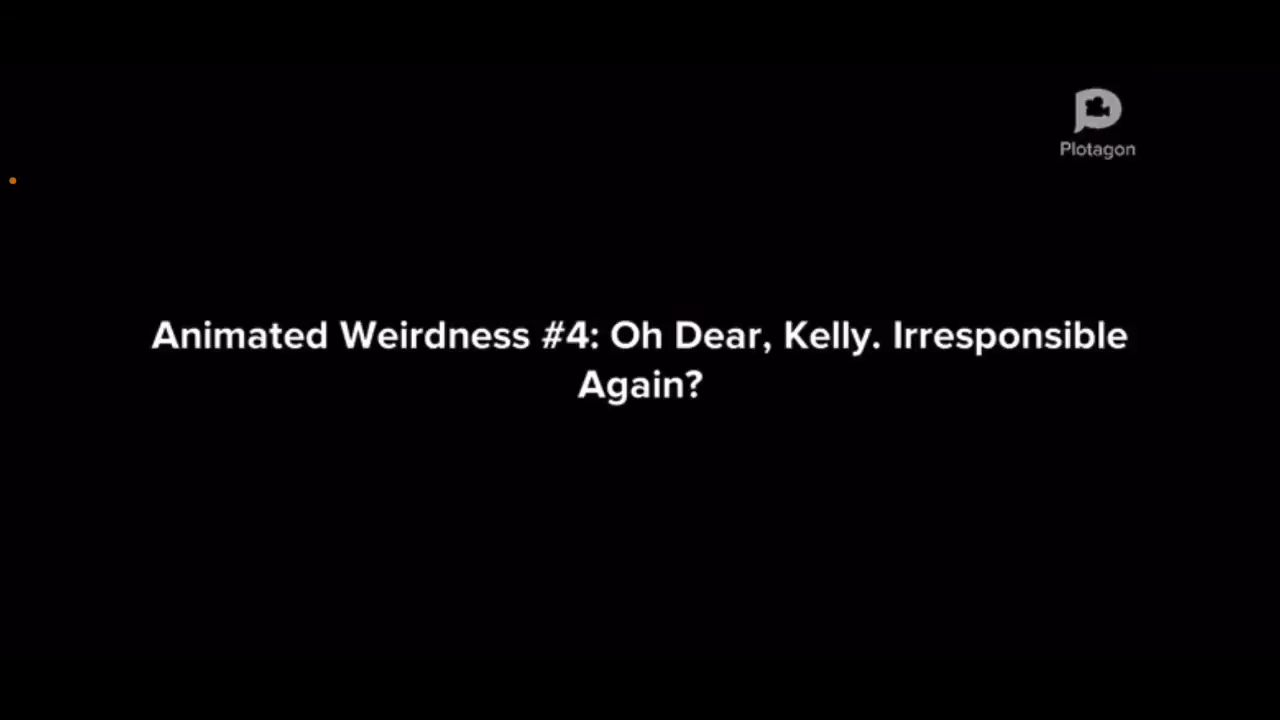 Plotagon
Animated Weirdness #4: Oh Dear, Kelly. Irresponsible
Again?